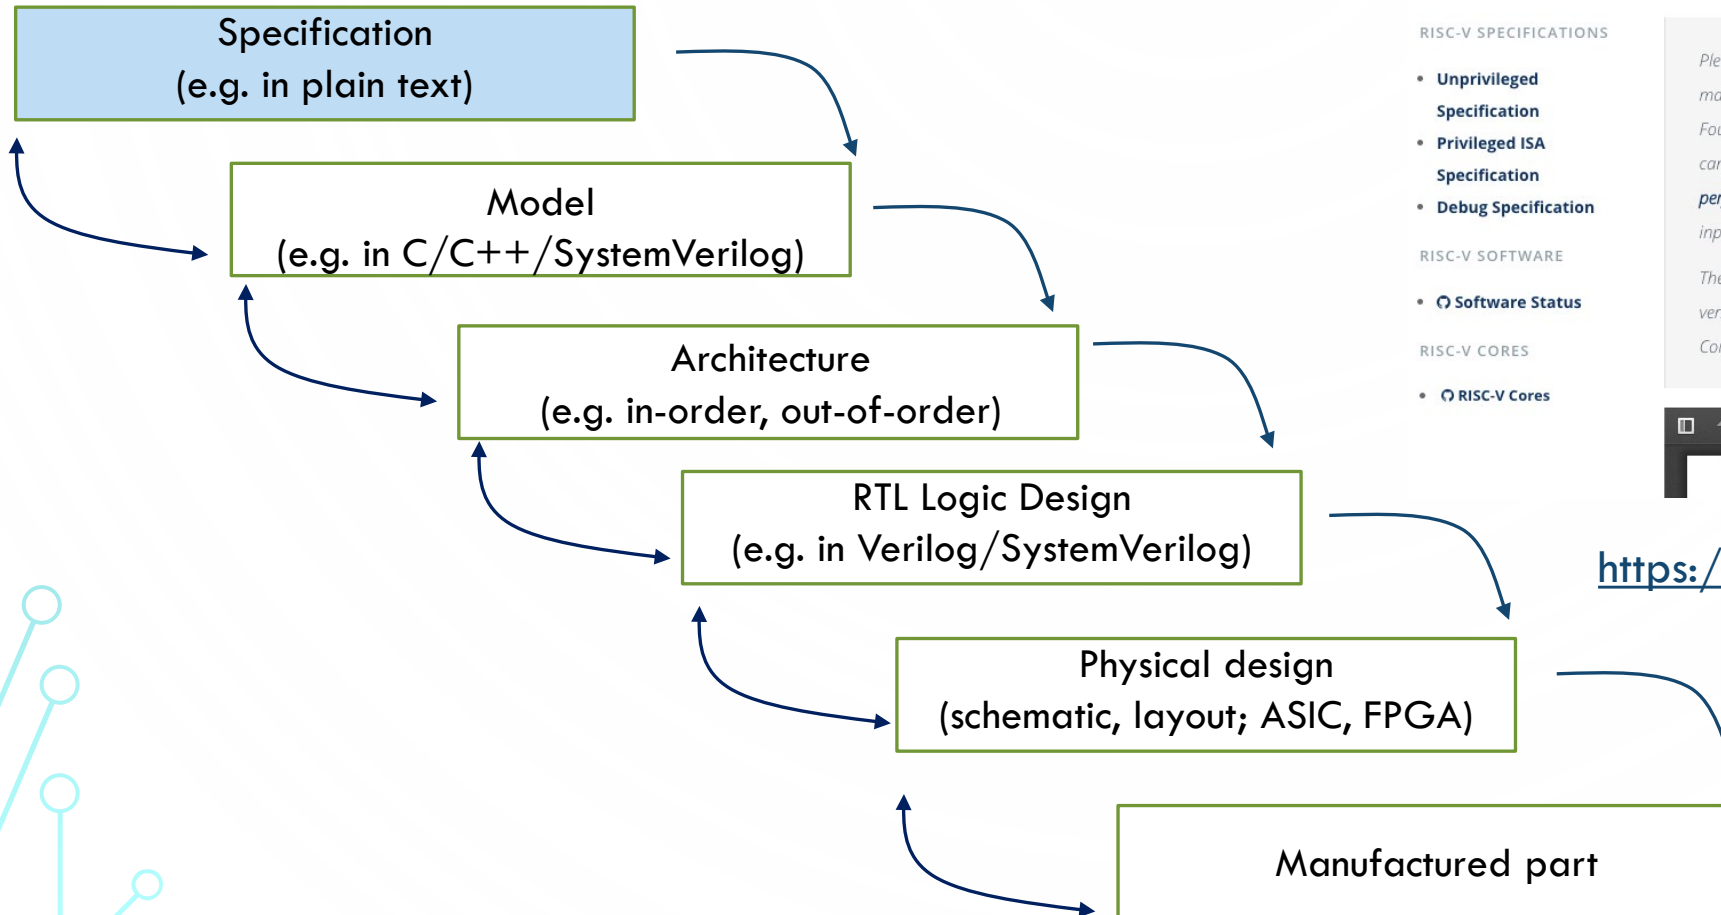 Specification
(e.g. in plain text)
Model
(e.g. in C/C++/SystemVerilog)
Architecture
(e.g. in-order, out-of-order)
RTL Logic Design
(e.g. in Verilog/SystemVerilog)
Physical design
(schematic, layout; ASIC, FPGA)
Manufactured part
RISC-V SPECIFICATIONS
• Unprivileged
Specification
• Privileged ISA
Specification
• Debug Specification
RISC-V SOFTWARE
• Software Status
RISC-V CORES
• RISC-V Cores
https:/